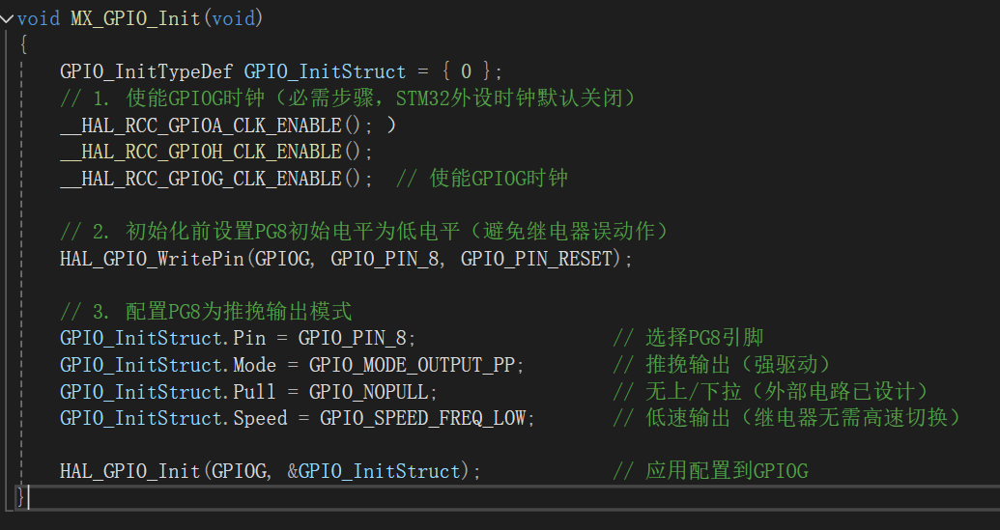 void MX_GPIO_Init(void)
{
GPIO_InitTypeDef GPIO_InitStruct = { 0 };
// 1. 使能GPIOG时钟（必需步骤，STM32外设时钟默认关闭）
__HAL_RCC_GPIOA_CLK_ENABLE(); )
__HAL_RCC_GPIOH_CLK_ENABLE();
__HAL_RCC_GPIOG_CLK_ENABLE(); // 使能GPIOG时钟
// 2. 初始化前设置PG8初始电平为低电平（避免继电器误动作）
HAL_GPIO_WritePin(GPIOG, GPIO_PIN_8, GPIO_PIN_RESET);
// 3. 配置PG8为推挽输出模式
GPIO_InitStruct.Pin = GPIO_PIN_8; // 选择PG8引脚
GPIO_InitStruct.Mode = GPIO_MODE_OUTPUT_PP; // 推挽输出（强驱动）
GPIO_InitStruct.Pull = GPIO_NOPULL; // 无上/下拉（外部电路已设计）
GPIO_InitStruct.Speed = GPIO_SPEED_FREQ_LOW; // 低速输出（继电器无需高速切换）
HAL_GPIO_Init(GPIOG, &GPIO_InitStruct); // 应用配置到GPIOG
}